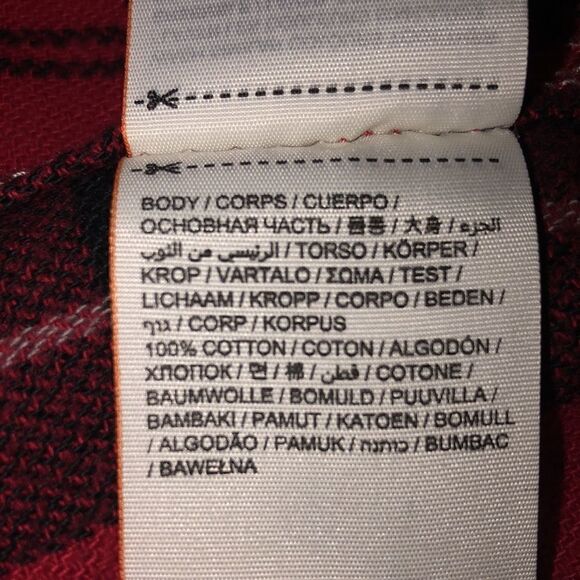 BODY / CORPS / CUERPO /
ОСНОВНАЯ ЧАСТЬ / 몸통 / 大身 / الجزء
الرئيسي من الثوب / TORSO / KÖRPER /
KROP / VARTALO / ΣΩΜΑ / TEST /
LICHAAM / KROPP / CORPO / BEDEN /
גוף / CORP / KORPUS
100% COTTON / COTON / ALGODÓN /
ХЛОПОК / 면 / 棉 / قطن / COTONE /
BAUMWOLLE / BOMULD / PUUVILLA /
BAMBAKI / PAMUT / KATOEN / BOMULL
/ ALGODÃO / PAMUK / כותנה / BUMBAC
/ BAWEŁNA